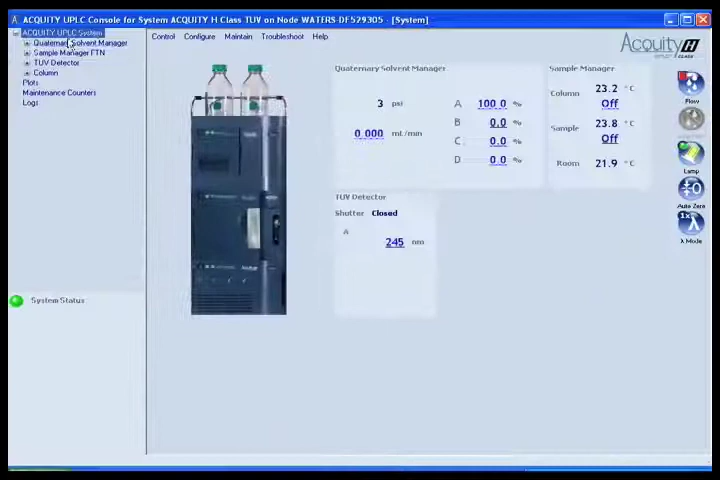 ACQUITY UPLC Console for System ACQUITY H Class TUV on Node WATERS-DF529305 - [System]
ACQUITY UPLC System
Quaternary Solvent Manager
Sample Manager FTN
TUV Detector
Column
Plots
Maintenance Counters
Logs
System Status
Control Configure Maintain Troubleshoot Help
Acquity H
CLASS
Quaternary Solvent Manager
3 psi
0.000 mL/min
A 100.0 %
B 0.0 %
C 0.0 %
D 0.0 %
Sample Manager
Column 23.2 °C
Off
Sample 23.8 °C
Off
Room 21.9 °C
TUV Detector
Shutter Closed
A
245 nm
Flow
Lamp
Auto Zero
λ Mode